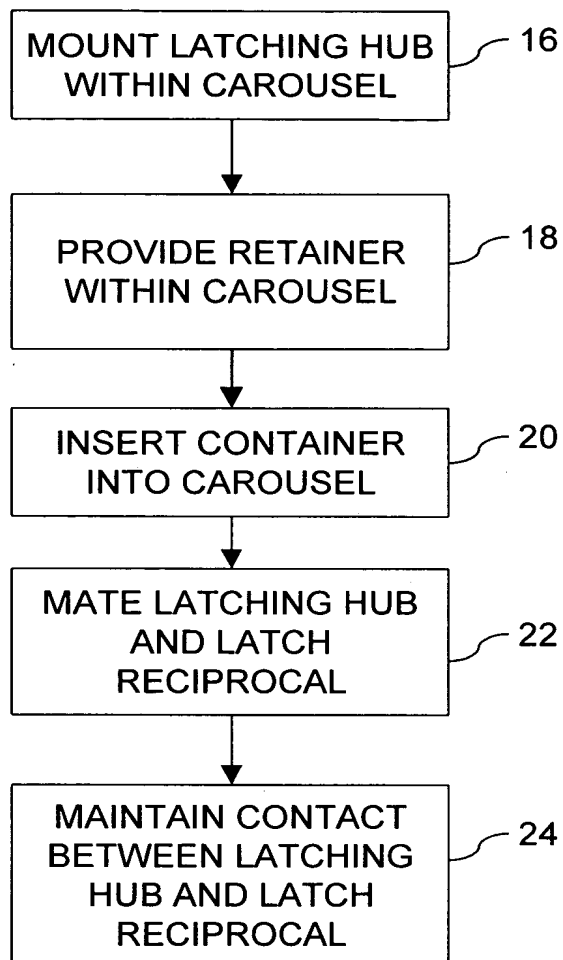 MOUNT LATCHING HUB
WITHIN CAROUSEL
16
PROVIDE RETAINER
WITHIN CAROUSEL
18
INSERT CONTAINER
INTO CAROUSEL
20
MATE LATCHING HUB
AND LATCH
RECIPROCAL
22
MAINTAIN CONTACT
BETWEEN LATCHING
HUB AND LATCH
RECIPROCAL
24